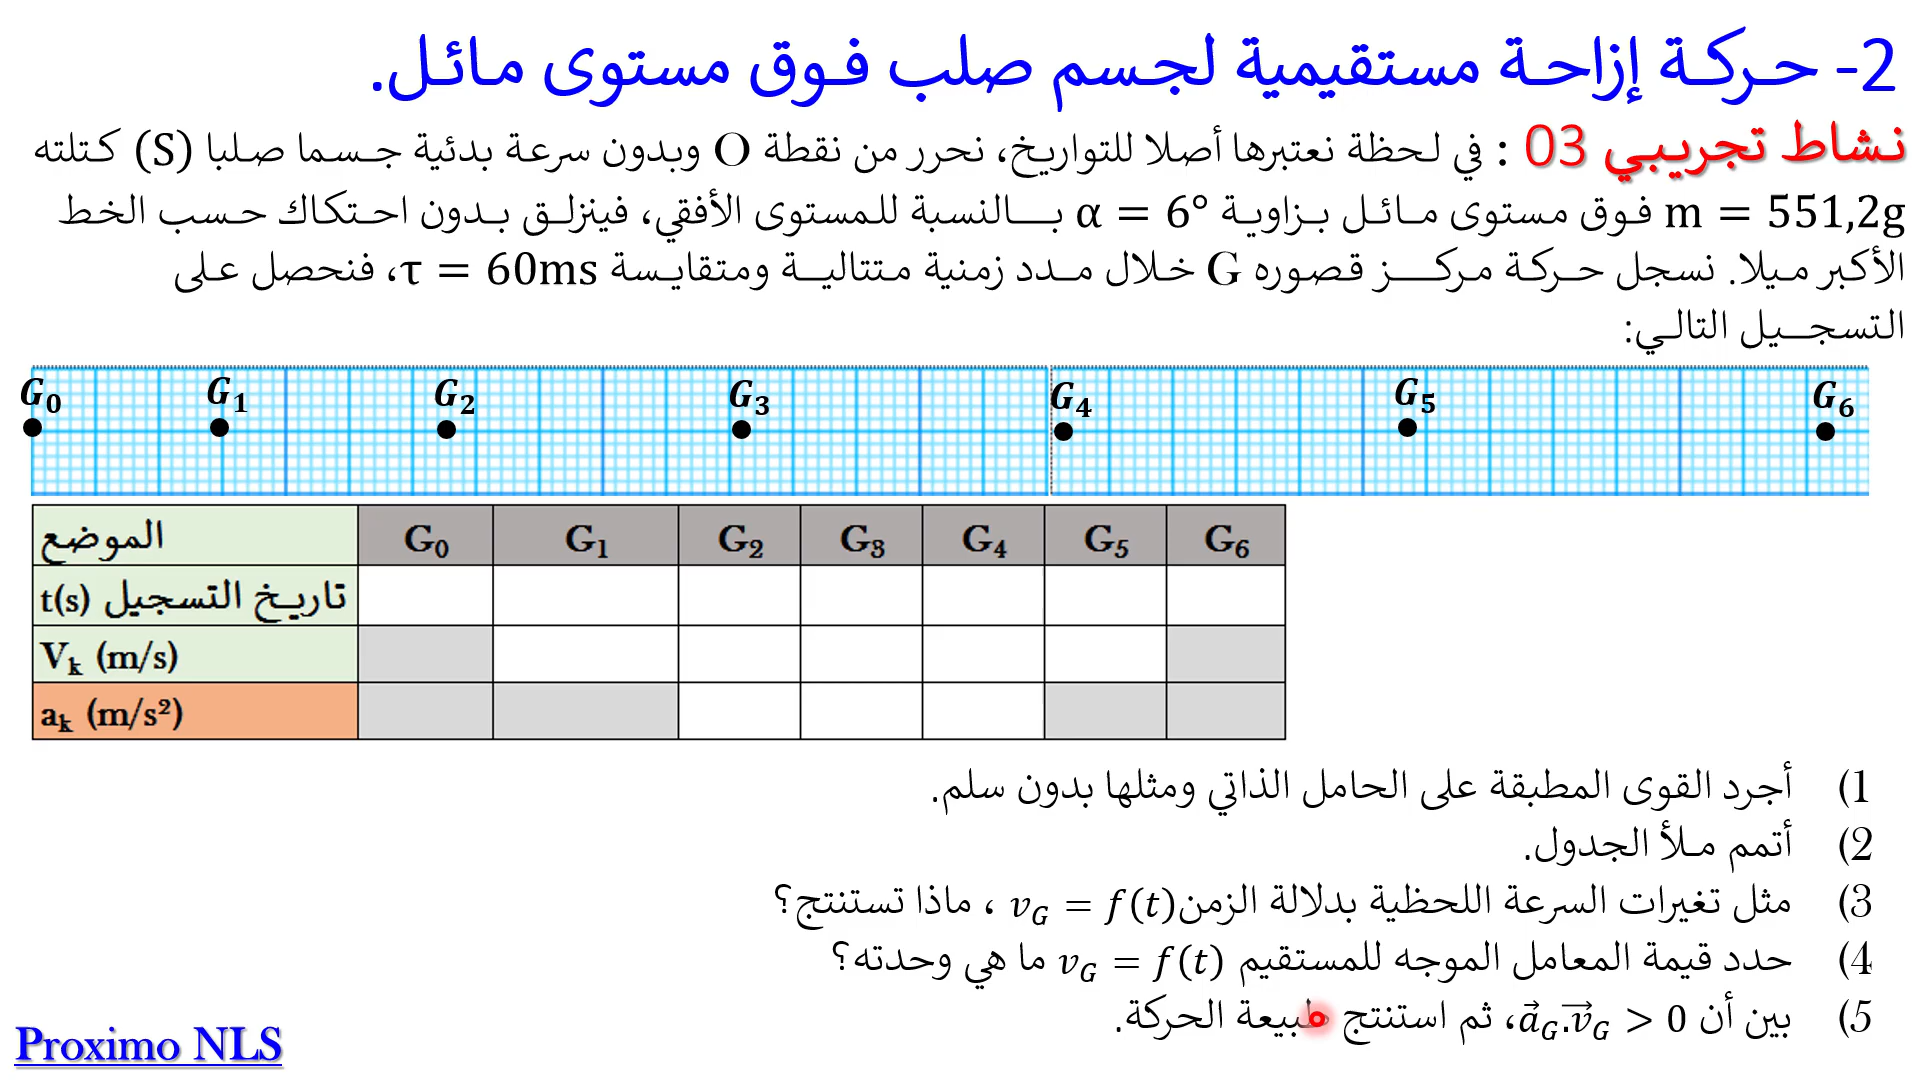 2- حركة إزاحة مستقيمية لجسم صلب فوق مستوى مائل.
نشاط تجريبي 03 : في لحظة نعتبرها أصلا للتواريخ، نحرر من نقطة O وبدون سرعة بدئية جسما صلبا (S) كتلته
m = 551,2g فوق مستوى مائل بزاوية α = 6° بالنسبة للمستوى الأفقي، فينزلق بدون احتكاك حسب الخط
الأكبر ميلا. نسجل حركة مركز قصوره G خلال مدد زمنية متتالية ومتقايسة τ = 60ms، فنحصل على
التسجيل التالي:
G₀ G₁ G₂ G₃ G₄ G₅ G₆
الموضع G₀ G₁ G₂ G₃ G₄ G₅ G₆
تاريخ التسجيل t(s)
Vₖ (m/s)
aₖ (m/s²)
1) أجرد القوى المطبقة على الحامل الذاتي ومثلها بدون سلم.
2) أتمم ملأ الجدول.
3) مثل تغيرات السرعة اللحظية بدلالة الزمن v_G = f(t) ، ماذا تستنتج؟
4) حدد قيمة المعامل الموجه للمستقيم v_G = f(t) ما هي وحدته؟
5) بين أن a⃗_G.v⃗_G > 0، ثم استنتج طبيعة الحركة.
Proximo NLS